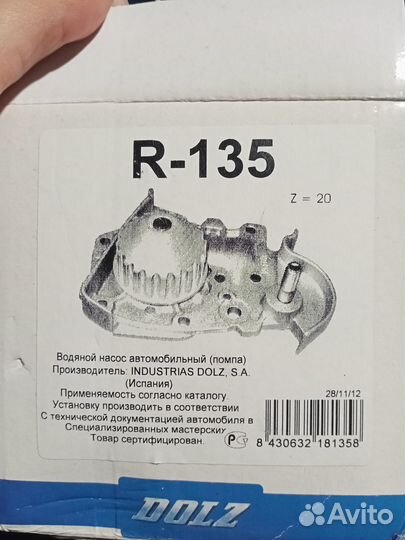 R-135
Z = 20
Водяной насос автомобильный (помпа)
Производитель: INDUSTRIAS DOLZ, S.A.
(Испания)
Применяемость согласно каталогу.
Установку производить в соответствии
С технической документацией автомобиля в
Специализированных мастерских
Товар сертифицирован.
28/11/12
РСТ
8 430632 181358
DOLZ
Avito